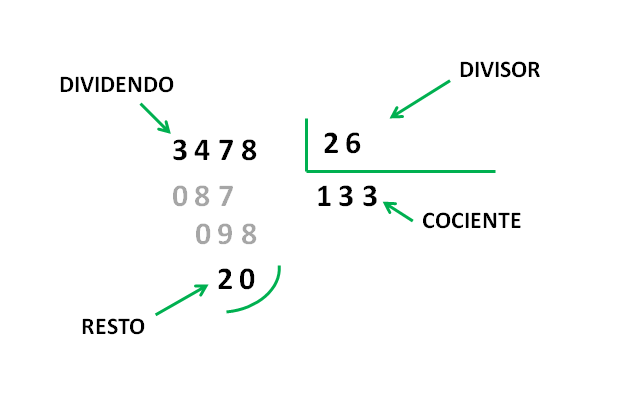 DIVISOR
DIVIDENDO
3478 26
087 133
COCIENTE
098
20
RESTO